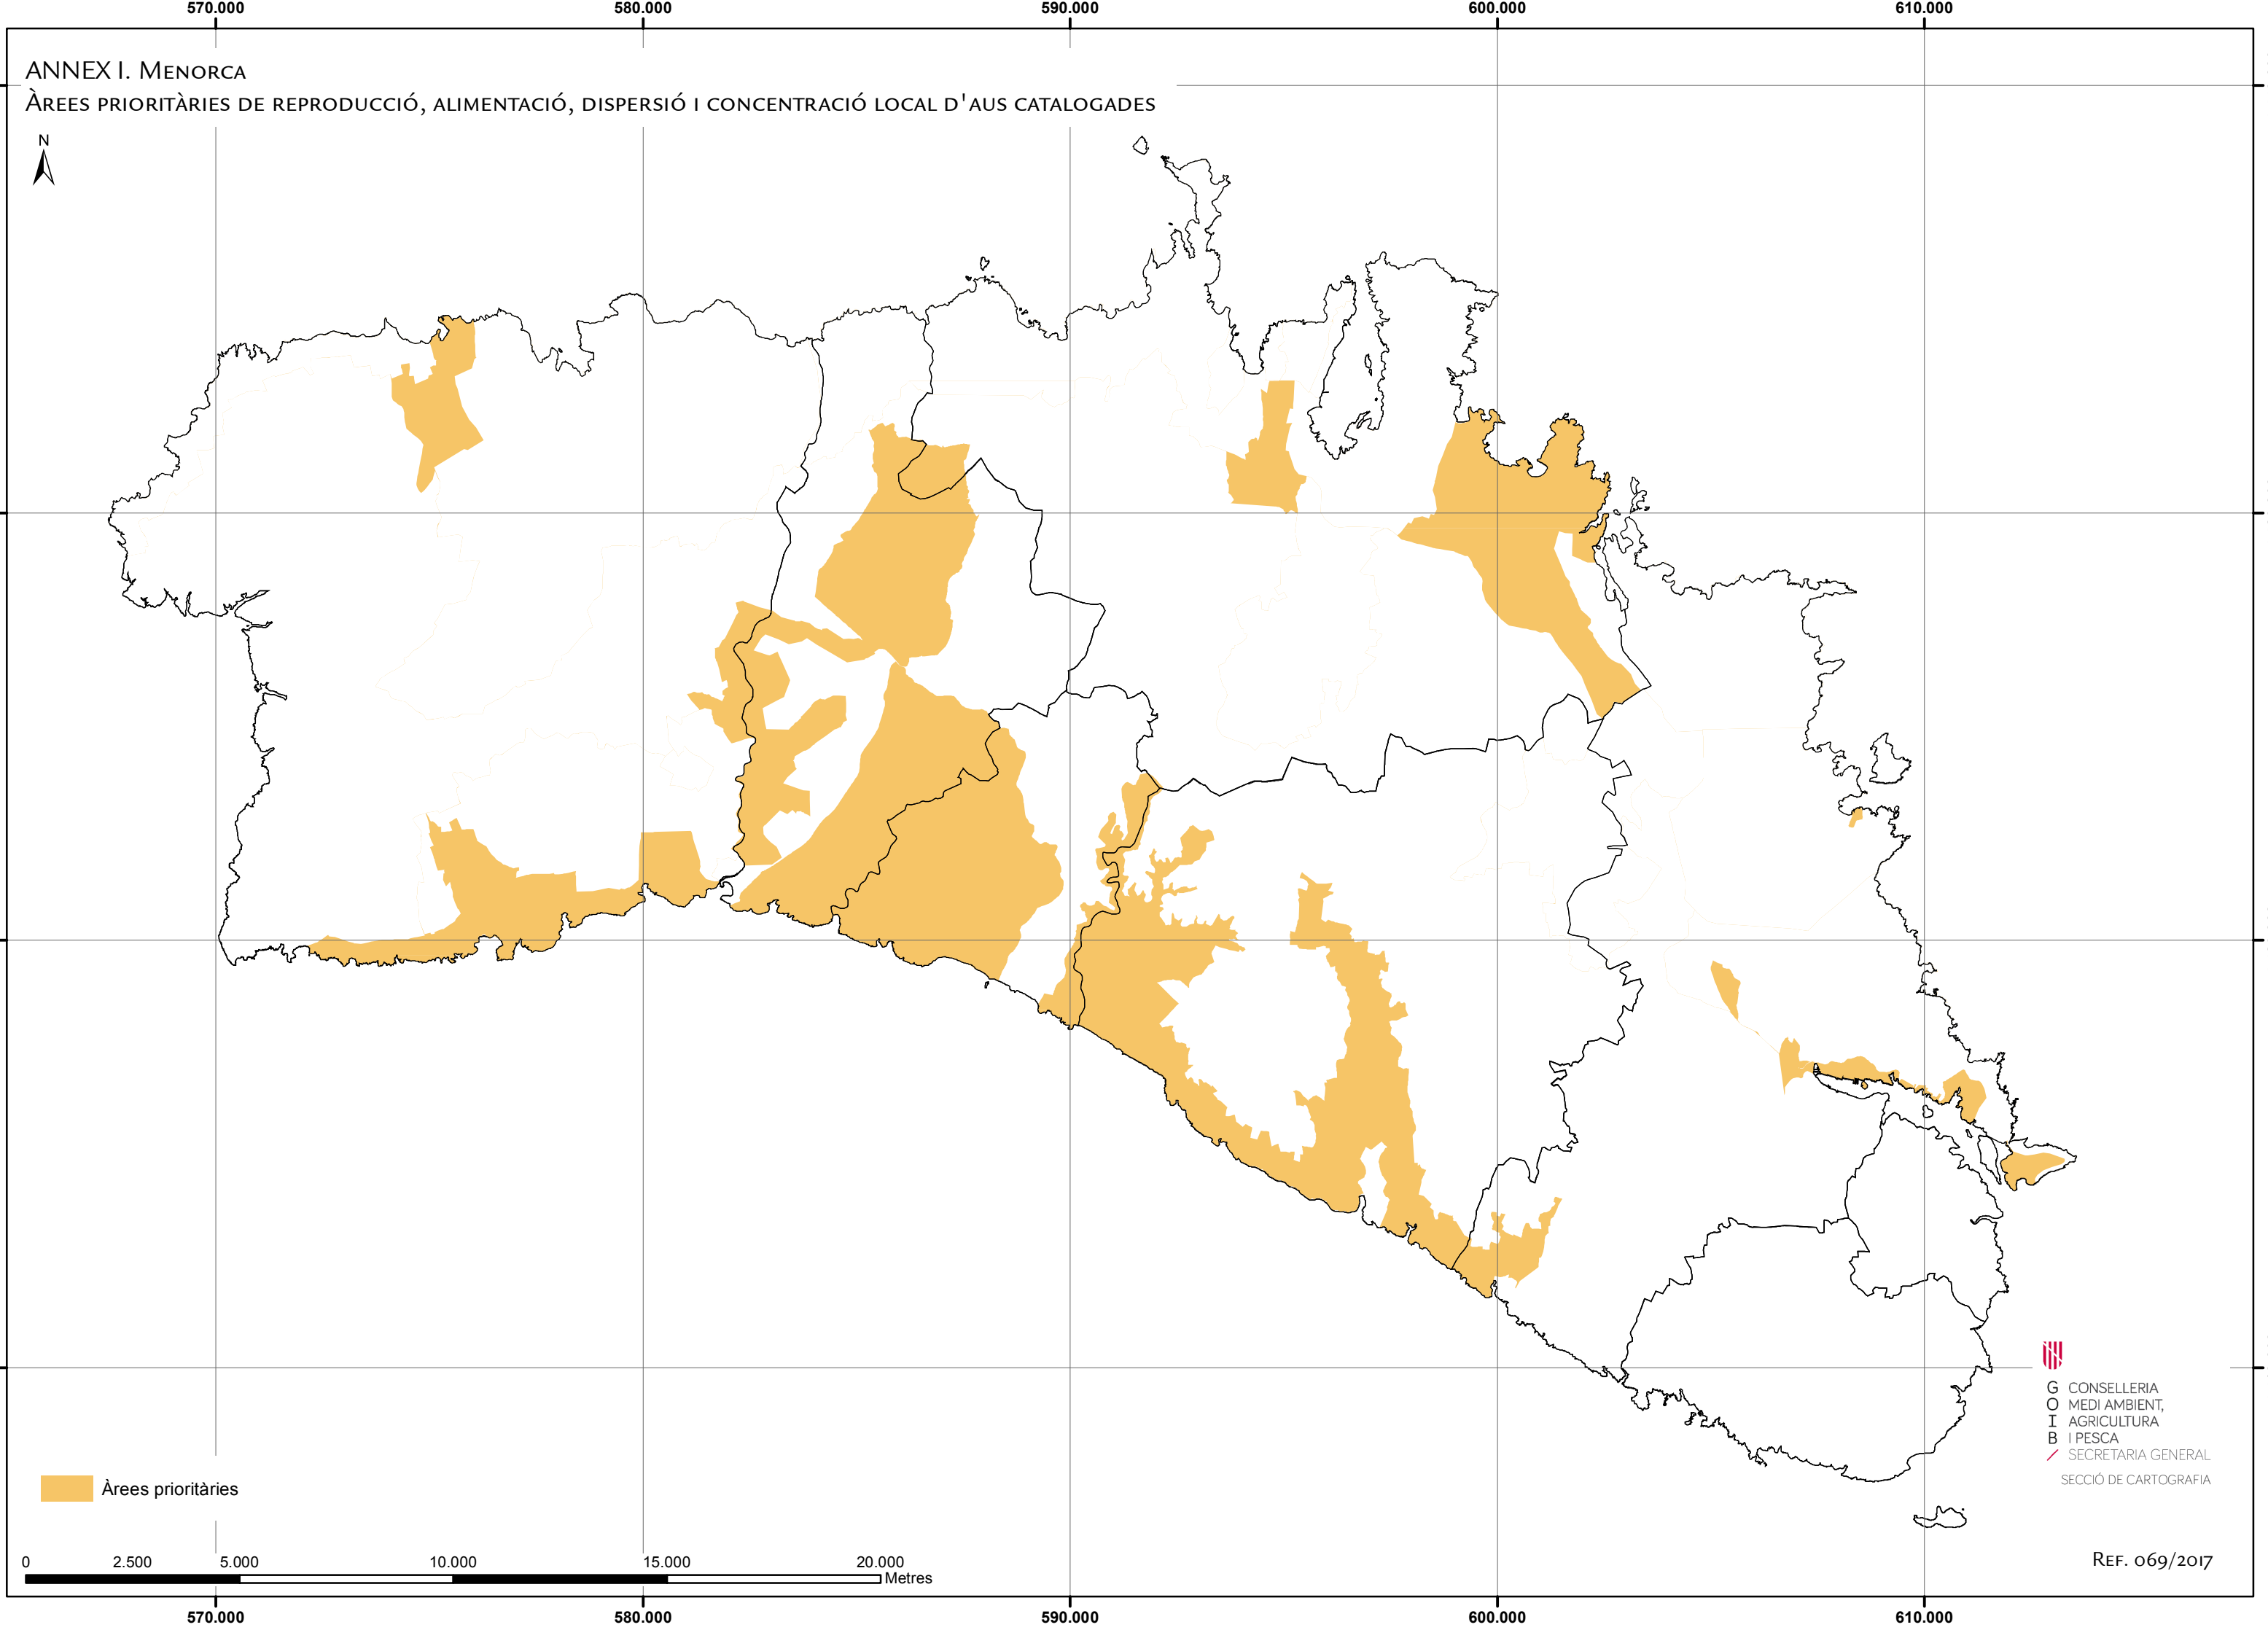 570.000 580.000 590.000 600.000 610.000
ANNEX I. Menorca
Àrees prioritàries de reproducció, alimentació, dispersió i concentració local d'aus catalogades
N
G CONSELLERIA
O MEDI AMBIENT,
I AGRICULTURA
B I PESCA
/ SECRETARIA GENERAL
SECCIÓ DE CARTOGRAFIA
Àrees prioritàries
0 2.500 5.000 10.000 15.000 20.000
Metres
Ref. 069/2017
570.000 580.000 590.000 600.000 610.000